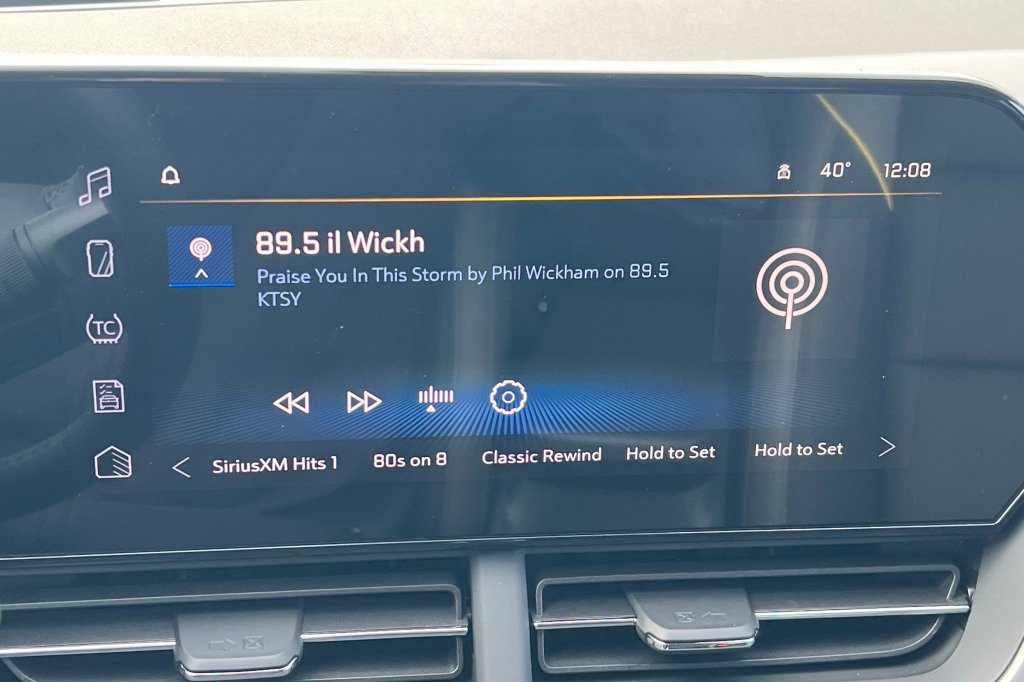 40° 12:08
89.5 il Wickh
Praise You In This Storm by Phil Wickham on 89.5
KTSY
TC
SiriusXM Hits 1 80s on 8 Classic Rewind Hold to Set Hold to Set